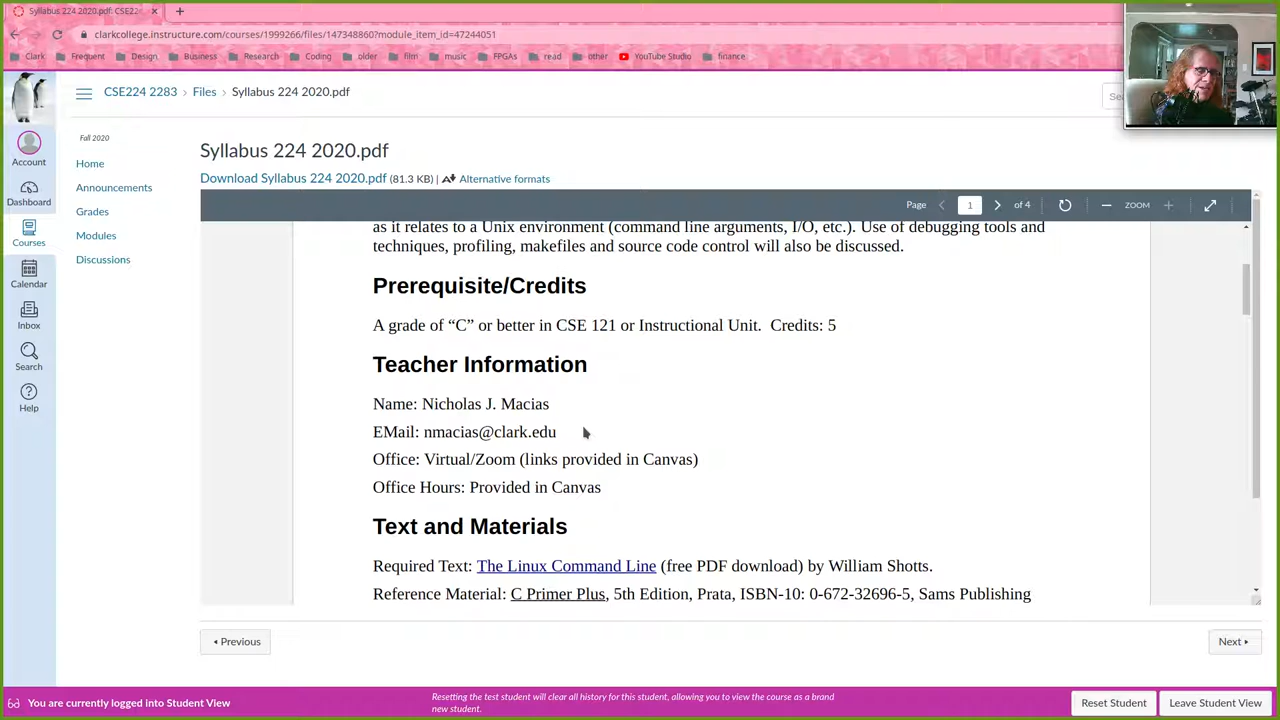 Syllabus 224 2020.pdf: CSE22
clarkcollege.instructure.com/courses/1999266/files/147348860?module_item_id=47244051
Clark Frequent Design Business Research Coding older film music FPGAs read other YouTube Studio finance
CSE224 2283 › Files › Syllabus 224 2020.pdf
Account
Dashboard
Courses
Calendar
Inbox
Search
Help
Fall 2020
Home
Announcements
Grades
Modules
Discussions
Syllabus 224 2020.pdf
Download Syllabus 224 2020.pdf (81.3 KB) | Alternative formats
Page 1 of 4 ZOOM
as it relates to a Unix environment (command line arguments, I/O, etc.). Use of debugging tools and
techniques, profiling, makefiles and source code control will also be discussed.
Prerequisite/Credits
A grade of “C” or better in CSE 121 or Instructional Unit. Credits: 5
Teacher Information
Name: Nicholas J. Macias
EMail: nmacias@clark.edu
Office: Virtual/Zoom (links provided in Canvas)
Office Hours: Provided in Canvas
Text and Materials
Required Text: The Linux Command Line (free PDF download) by William Shotts.
Reference Material: C Primer Plus, 5th Edition, Prata, ISBN-10: 0-672-32696-5, Sams Publishing
Previous
Next
You are currently logged into Student View
Resetting the test student will clear all history for this student, allowing you to view the course as a brand
new student.
Reset Student
Leave Student View